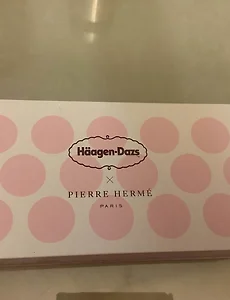 Häagen-Dazs
×
PIERRE HERMÉ
PARIS